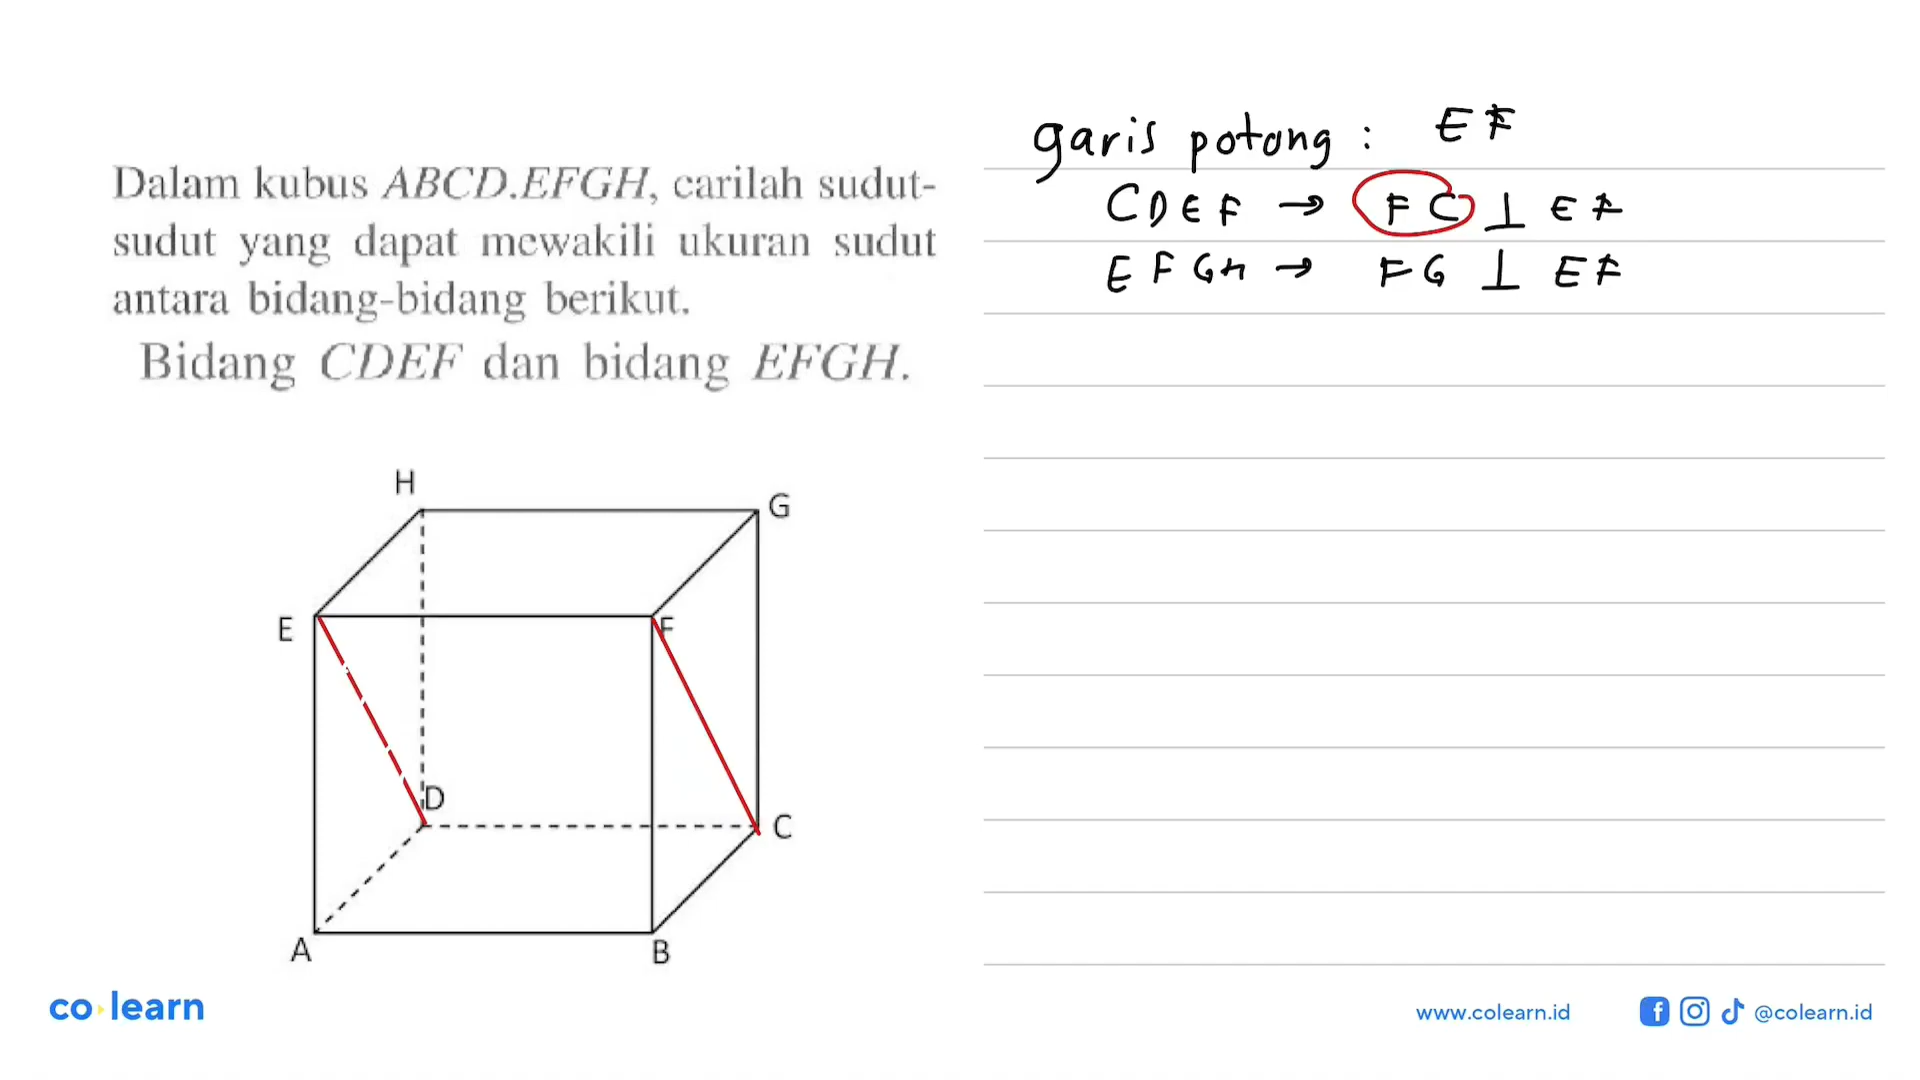 Dalam kubus ABCD.EFGH, carilah sudut-
sudut yang dapat mewakili ukuran sudut
antara bidang-bidang berikut.
Bidang CDEF dan bidang EFGH.
H
G
E
F
D
C
A
B
garis potong : EF
CDEF → FC ⊥ EF
EFGH → FG ⊥ EF
co learn
www.colearn.id
@colearn.id